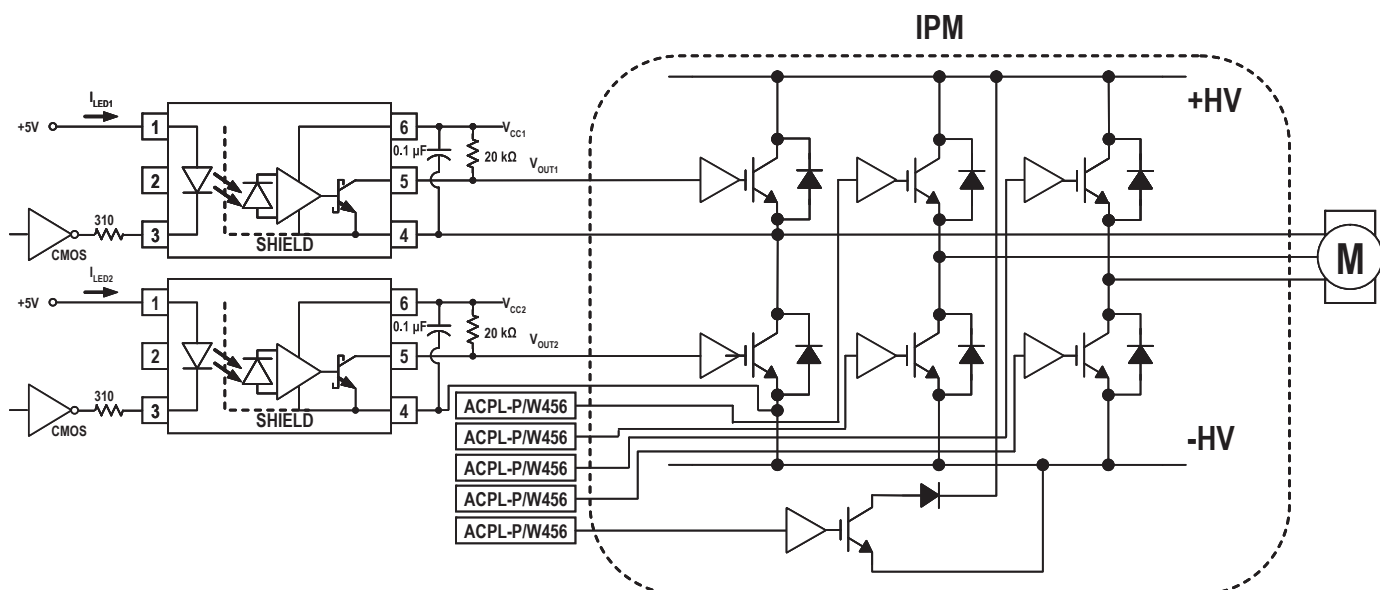 IPM
+HV
I_LED1
+5V
1
2
3
310
CMOS
SHIELD
6
5
4
V_CC1
0.1 µF
20 kΩ
V_OUT1
I_LED2
+5V
1
2
3
310
CMOS
SHIELD
6
5
4
V_CC2
0.1 µF
20 kΩ
V_OUT2
M
ACPL-P/W456
ACPL-P/W456
ACPL-P/W456
ACPL-P/W456
ACPL-P/W456
-HV